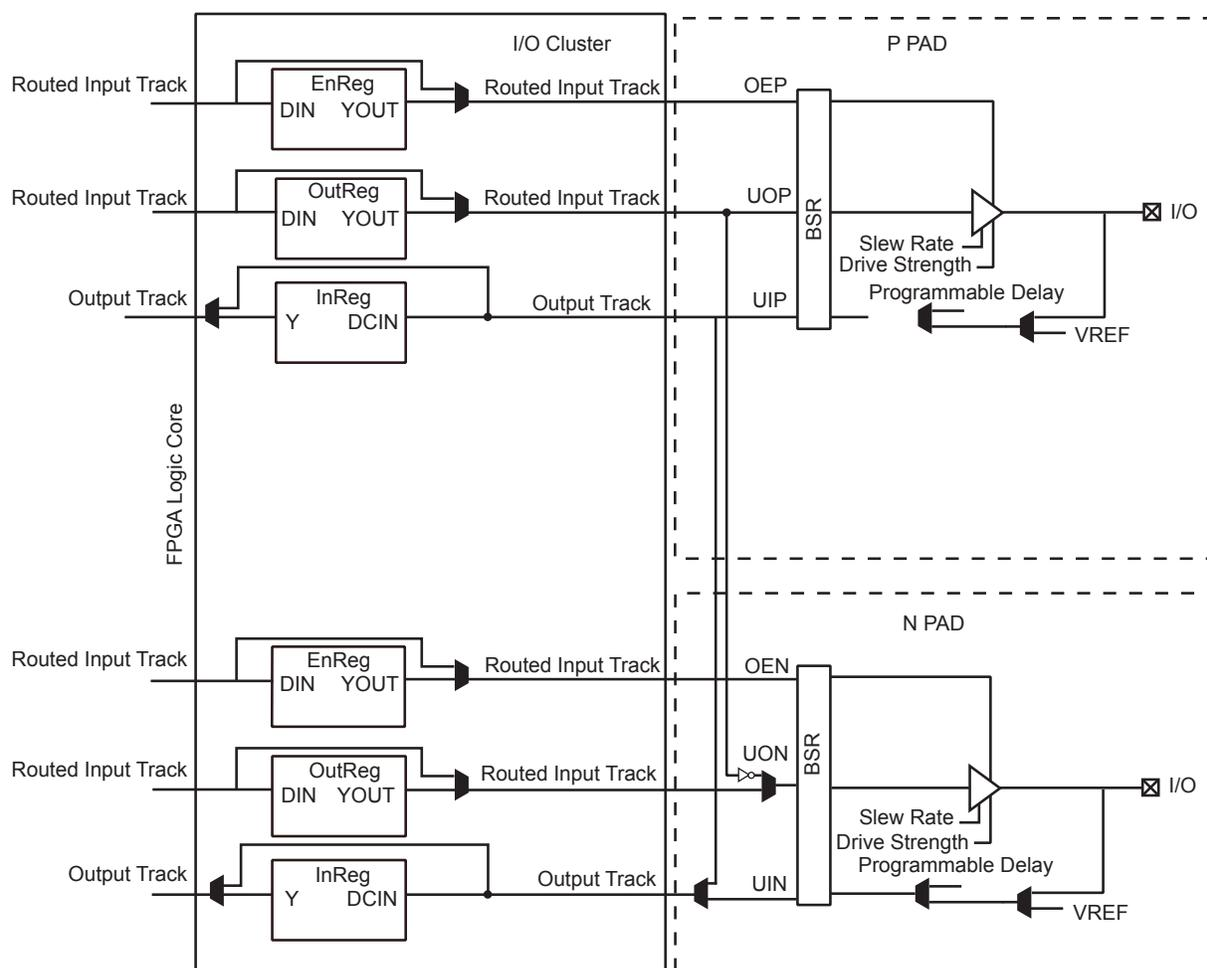 I/O Cluster
P PAD
Routed Input Track
EnReg
DIN YOUT
Routed Input Track
OEP
Routed Input Track
OutReg
DIN YOUT
Routed Input Track
UOP
BSR
I/O
Slew Rate
Drive Strength
Output Track
InReg
Y DCIN
Output Track
UIP
Programmable Delay
VREF
FPGA Logic Core
N PAD
Routed Input Track
EnReg
DIN YOUT
Routed Input Track
OEN
Routed Input Track
OutReg
DIN YOUT
Routed Input Track
UON
BSR
I/O
Slew Rate
Drive Strength
Output Track
InReg
Y DCIN
Output Track
UIN
Programmable Delay
VREF